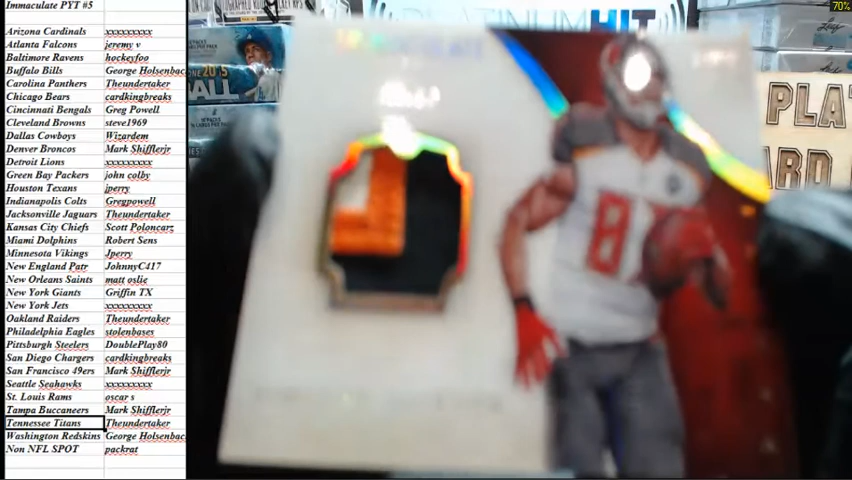 Immaculate PYT #5
Arizona Cardinals xxxxxxxxx
Atlanta Falcons jeremy v
Baltimore Ravens hockeyfoo
Buffalo Bills George Holsenbac
Carolina Panthers Theundertaker
Chicago Bears cardkingbreaks
Cincinnati Bengals Greg Powell
Cleveland Browns steve1969
Dallas Cowboys Wizardem
Denver Broncos Mark Shifflerjr
Detroit Lions xxxxxxxxx
Green Bay Packers john colby
Houston Texans jperry
Indianapolis Colts Gregpowell
Jacksonville Jaguars Theundertaker
Kansas City Chiefs Scott Poloncarz
Miami Dolphins Robert Sens
Minnesota Vikings Jperry
New England Patr JohnnyC417
New Orleans Saints matt oslie
New York Giants Griffin TX
New York Jets xxxxxxxxx
Oakland Raiders Theundertaker
Philadelphia Eagles stolenbases
Pittsburgh Steelers DoublePlay80
San Diego Chargers cardkingbreaks
San Francisco 49ers Mark Shifflerjr
Seattle Seahawks xxxxxxxxx
St. Louis Rams oscar s
Tampa Buccaneers Mark Shifflerjr
Tennessee Titans Theundertaker
Washington Redskins George Holsenbac
Non NFL SPOT packrat
PLATINUMHIT
70%
2015
ALL
PLAT
ARD
8